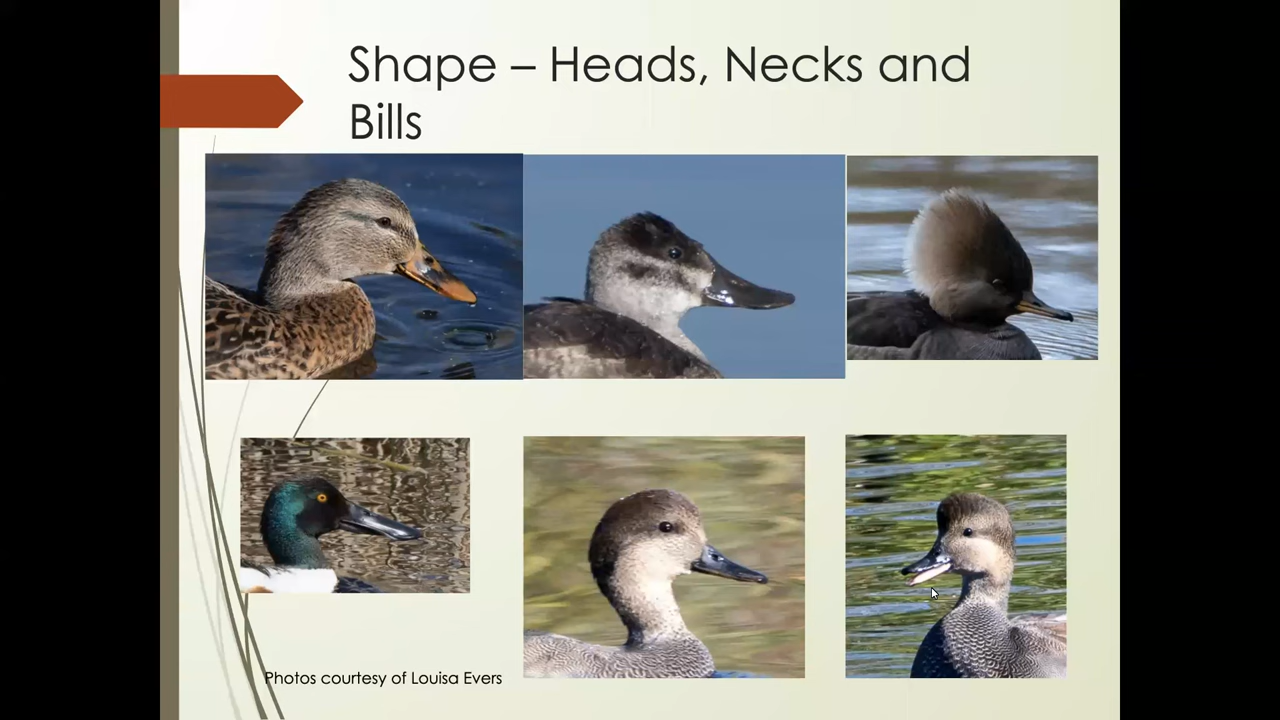 Shape – Heads, Necks and
Bills
Photos courtesy of Louisa Evers